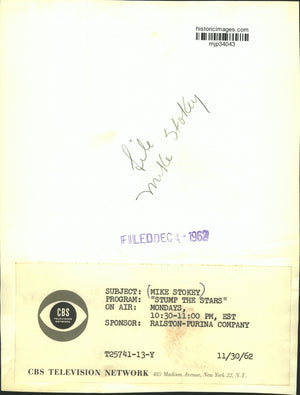 historicimages.com
mjp34043
File
Mike Stokey
FILED DEC 4 - 1962
CBS
TELEVISION
NETWORK
SUBJECT: (MIKE STOKEY)
PROGRAM: "STUMP THE STARS"
ON AIR: MONDAYS,
10:30-11:00 PM, EST
SPONSOR: RALSTON-PURINA COMPANY
T25741-13-Y 11/30/62
CBS TELEVISION NETWORK 485 Madison Avenue, New York 22, N.Y.